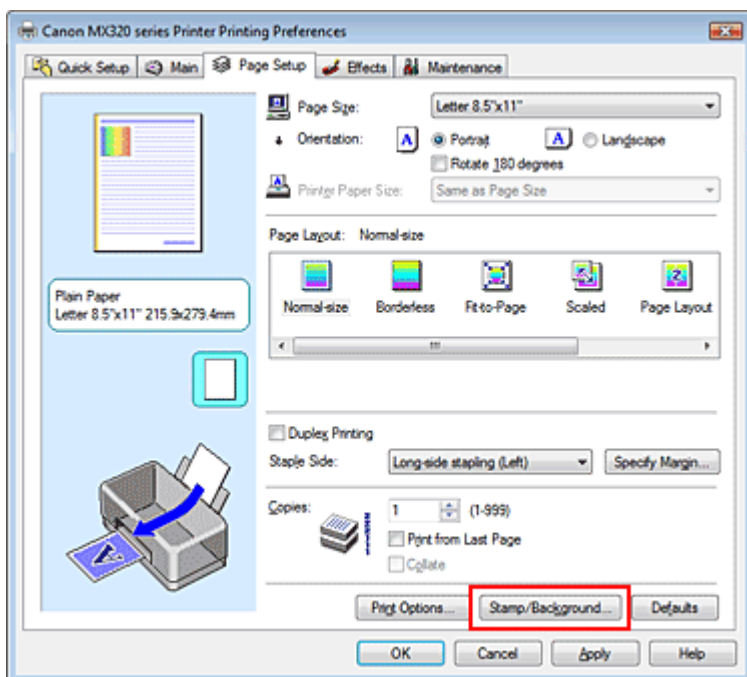 Canon MX320 series Printer Printing Preferences
Quick Setup Main Page Setup Effects Maintenance
Page Size: Letter 8.5"x11"
Orientation: A Portrait A Landscape
Rotate 180 degrees
Printer Paper Size: Same as Page Size
Page Layout: Normal-size
Normal-size Borderless Fit-to-Page Scaled Page Layout
Plain Paper
Letter 8.5"x11" 215.9x279.4mm
Duplex Printing
Staple Side: Long-side stapling (Left) Specify Margin...
Copies: 1 (1-999)
Print from Last Page
Collate
A
Print Options... Stamp/Background... Defaults
OK Cancel Apply Help